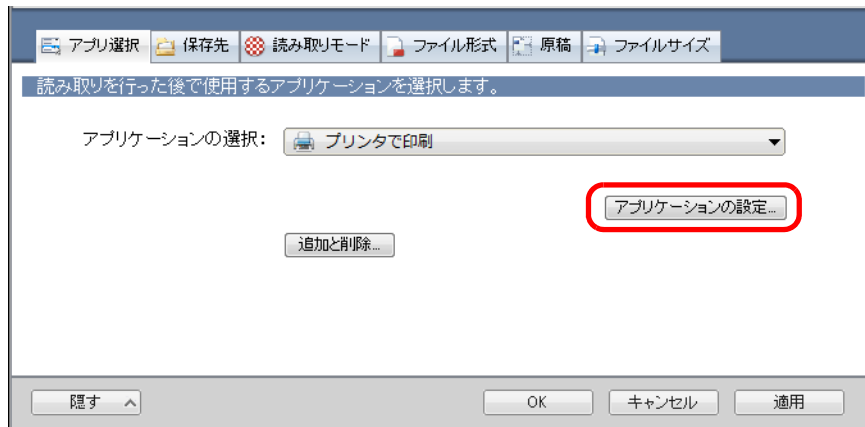 アプリ選択 保存先 読み取りモード ファイル形式 原稿 ファイルサイズ
読み取りを行った後で使用するアプリケーションを選択します。
アプリケーションの選択: プリンタで印刷
アプリケーションの設定...
追加と削除...
隠す OK キャンセル 適用